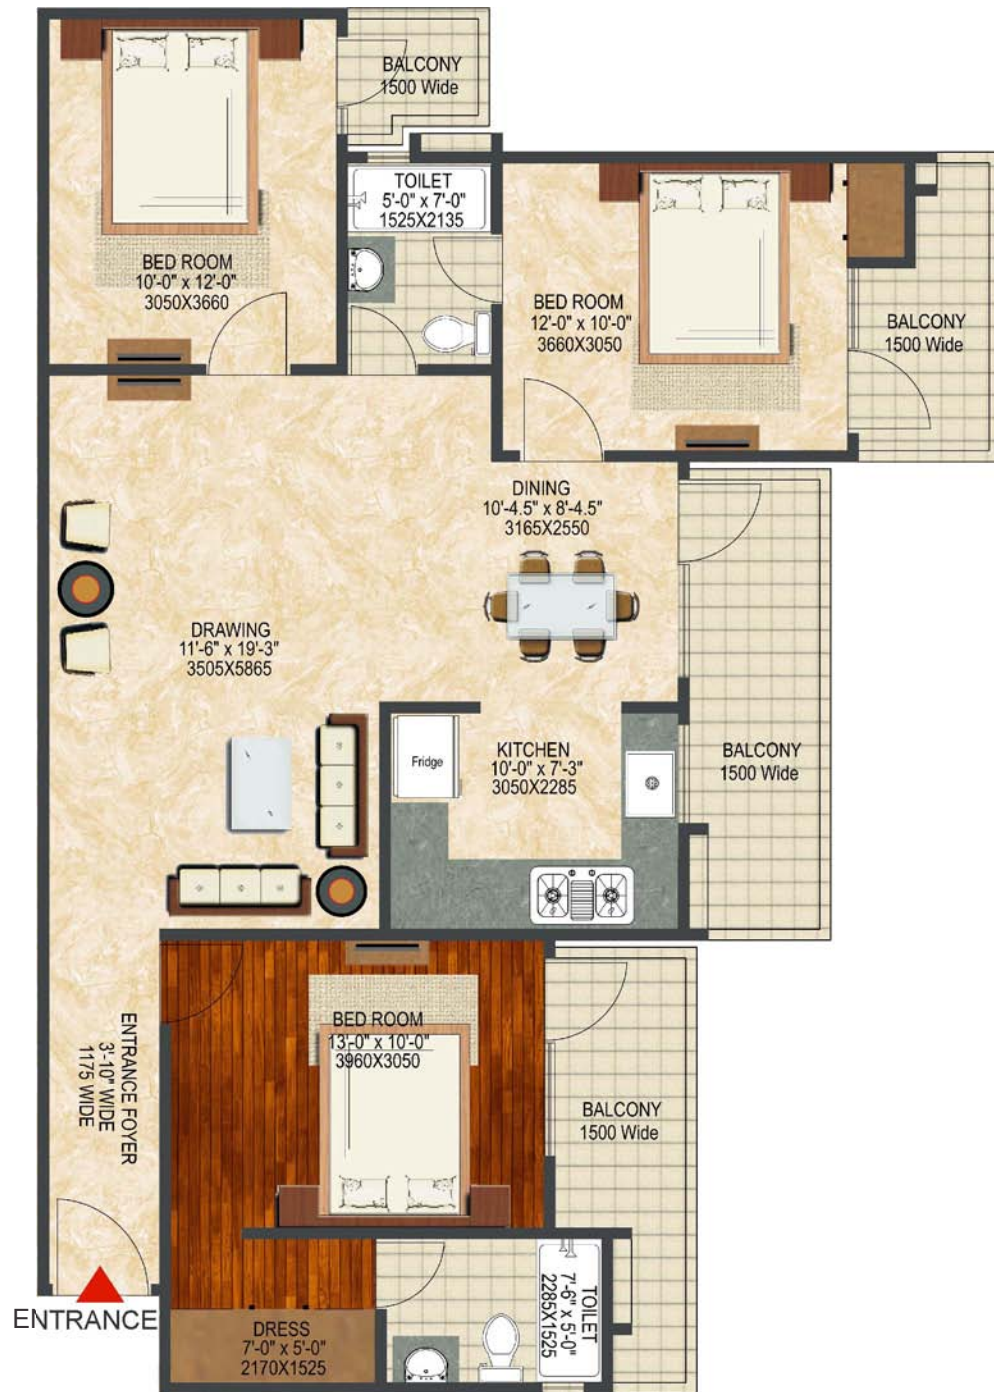 BALCONY
1500 Wide
TOILET
5'-0" x 7'-0"
1525X2135
BED ROOM
10'-0" x 12'-0"
3050X3660
BED ROOM
12'-0" x 10'-0"
3660X3050
BALCONY
1500 Wide
DINING
10'-4.5" x 8'-4.5"
3165X2550
DRAWING
11'-6" x 19'-3"
3505X5865
Fridge
KITCHEN
10'-0" x 7'-3"
3050X2285
BALCONY
1500 Wide
BED ROOM
13'-0" x 10'-0"
3960X3050
ENTRANCE FOYER
3'-10" WIDE
1175 WIDE
BALCONY
1500 Wide
TOILET
7'-6" x 5'-0"
2285X1525
ENTRANCE
DRESS
7'-0" x 5'-0"
2170X1525